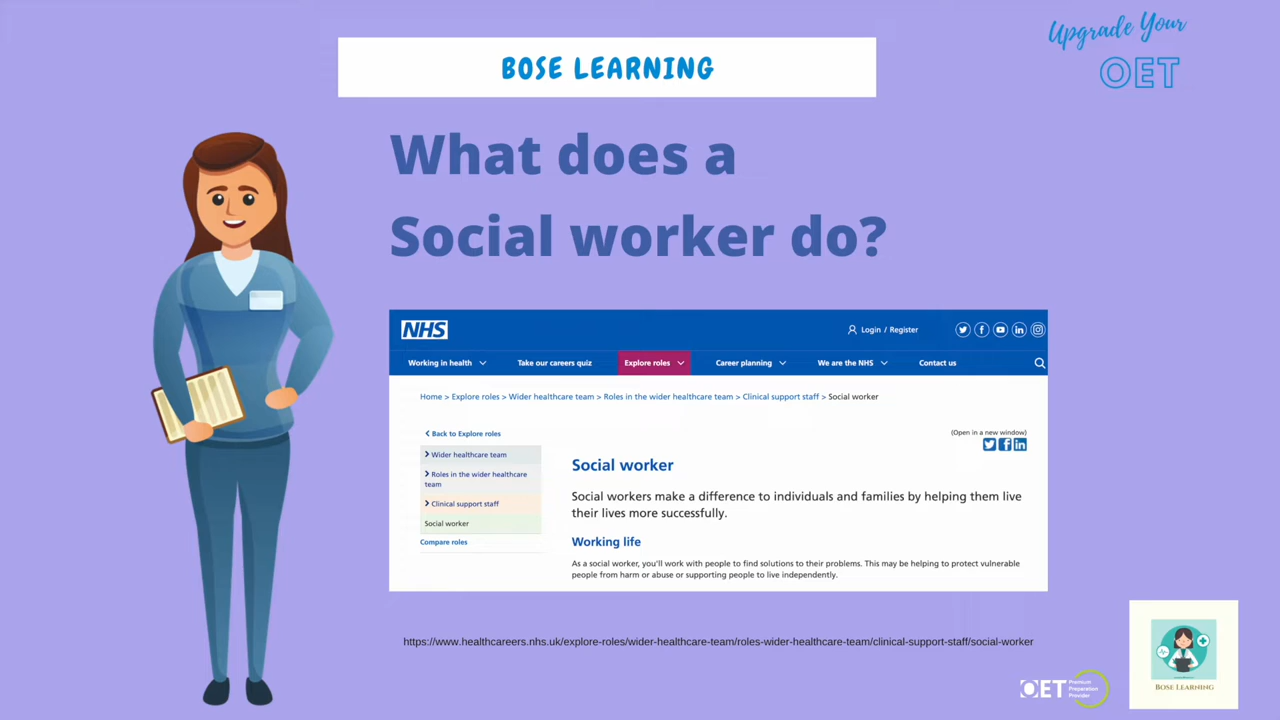 Upgrade Your
OET
BOSE LEARNING
What does a
Social worker do?
NHS
Login / Register
Working in health
Take our careers quiz
Explore roles
Career planning
We are the NHS
Contact us
Home > Explore roles > Wider healthcare team > Roles in the wider healthcare team > Clinical support staff > Social worker
Back to Explore roles
Wider healthcare team
Roles in the wider healthcare
team
Clinical support staff
Social worker
Compare roles
(Open in a new window)
Social worker
Social workers make a difference to individuals and families by helping them live
their lives more successfully.
Working life
As a social worker, you'll work with people to find solutions to their problems. This may be helping to protect vulnerable
people from harm or abuse or supporting people to live independently.
https://www.healthcareers.nhs.uk/explore-roles/wider-healthcare-team/roles-wider-healthcare-team/clinical-support-staff/social-worker
OET
Premium
Preparation
Provider
BOSE LEARNING